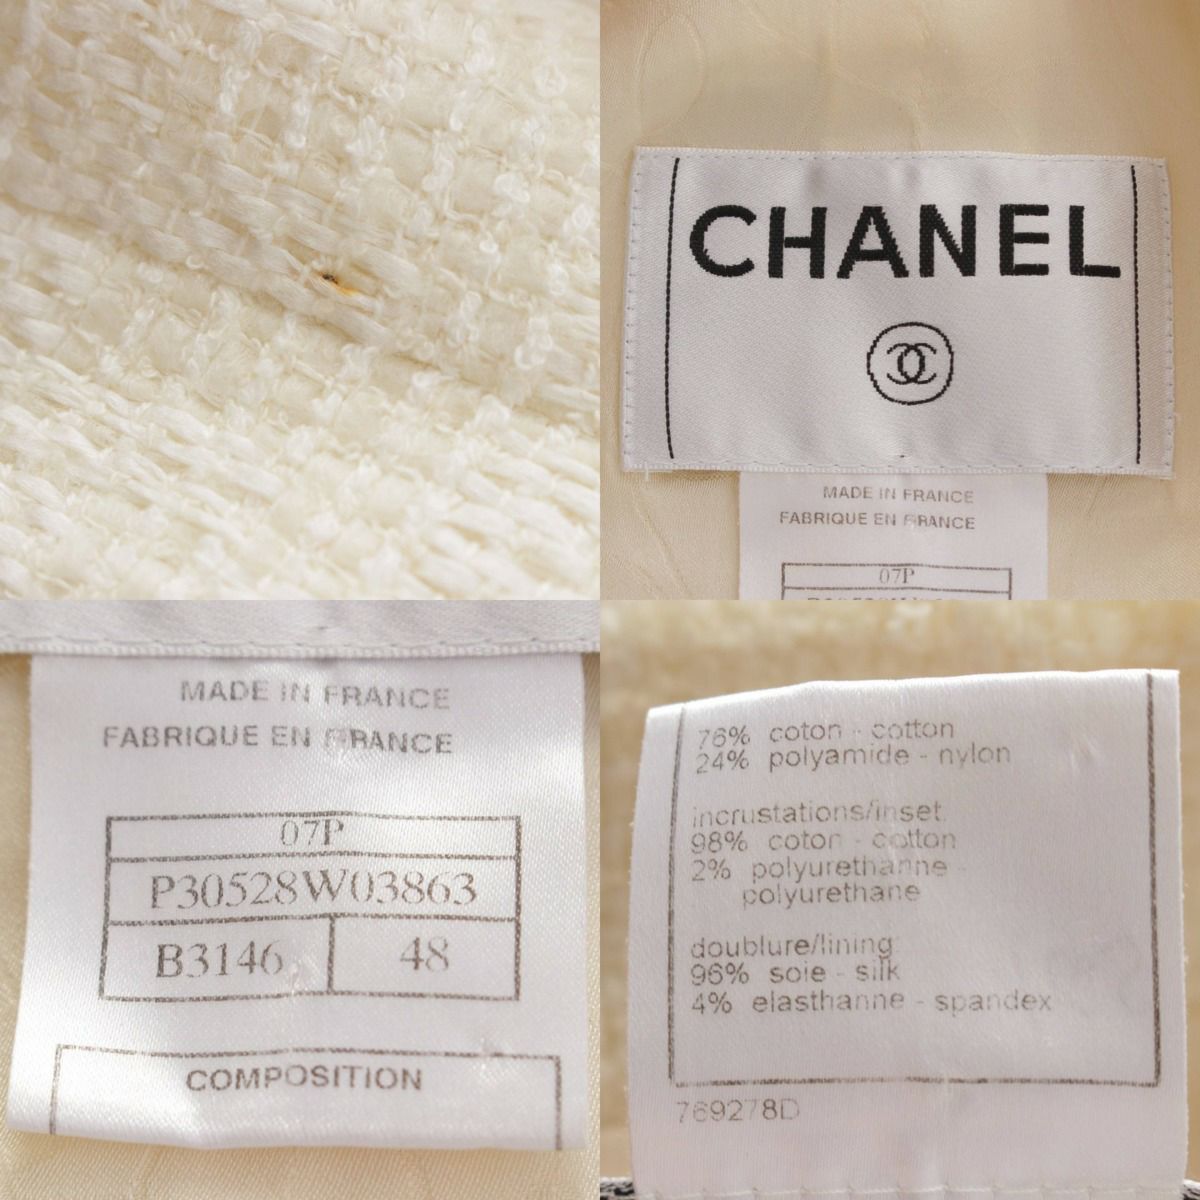 CHANEL
MADE IN FRANCE
FABRIQUE EN FRANCE
07P
MADE IN FRANCE
FABRIQUE EN FRANCE
07P
P30528W03863
B3146 48
COMPOSITION
76% coton - cotton
24% polyamide - nylon
incrustations/inset:
98% coton - cotton
2% polyurethanne -
polyurethane
doublure/lining:
96% soie - silk
4% elasthanne - spandex
769278D